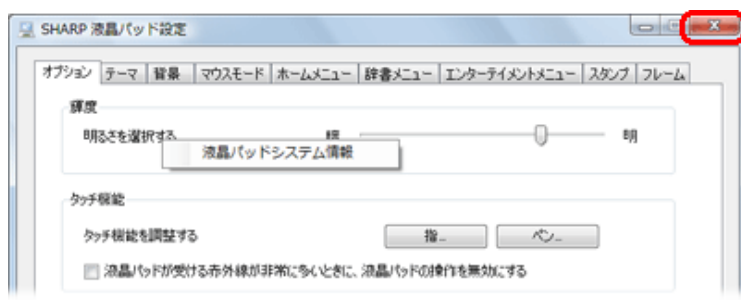 SHARP 液晶パッド設定
オプション テーマ 背景 マウスモード ホームメニュー 辞書メニュー エンターテイメントメニュー スタンプ フレーム
輝度
明るさを選択する 暗 明
液晶パッドシステム情報
タッチ機能
タッチ機能を調整する 指... ペン...
液晶パッドが受ける赤外線が非常に多いときに、液晶パッドの操作を無効にする